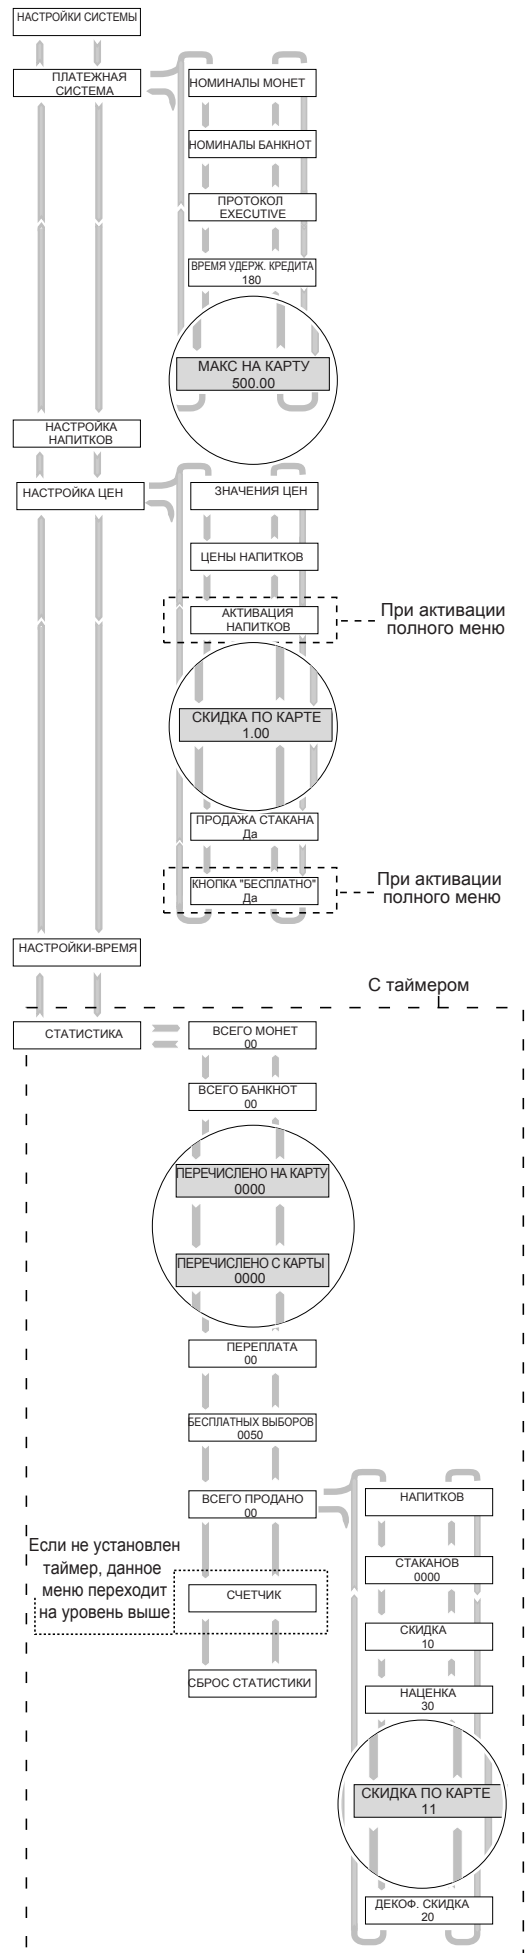 НАСТРОЙКИ СИСТЕМЫ
ПЛАТЕЖНАЯ
СИСТЕМА
НОМИНАЛЫ МОНЕТ
НОМИНАЛЫ БАНКНОТ
ПРОТОКОЛ
EXECUTIVE
ВРЕМЯ УДЕРЖ. КРЕДИТА
180
МАКС НА КАРТУ
500.00
НАСТРОЙКА
НАПИТКОВ
НАСТРОЙКА ЦЕН
ЗНАЧЕНИЯ ЦЕН
ЦЕНЫ НАПИТКОВ
АКТИВАЦИЯ
НАПИТКОВ
При активации
полного меню
СКИДКА ПО КАРТЕ
1.00
ПРОДАЖА СТАКАНА
Да
КНОПКА "БЕСПЛАТНО"
Да
При активации
полного меню
НАСТРОЙКИ-ВРЕМЯ
С таймером
СТАТИСТИКА
ВСЕГО МОНЕТ
00
ВСЕГО БАНКНОТ
00
ПЕРЕЧИСЛЕНО НА КАРТУ
0000
ПЕРЕЧИСЛЕНО С КАРТЫ
0000
ПЕРЕПЛАТА
00
БЕСПЛАТНЫХ ВЫБОРОВ
0050
ВСЕГО ПРОДАНО
00
НАПИТКОВ
Если не установлен
таймер, данное
меню переходит
на уровень выше
СЧЕТЧИК
СБРОС СТАТИСТИКИ
СТАКАНОВ
0000
СКИДКА
10
НАЦЕНКА
30
СКИДКА ПО КАРТЕ
11
ДЕКОФ. СКИДКА
20